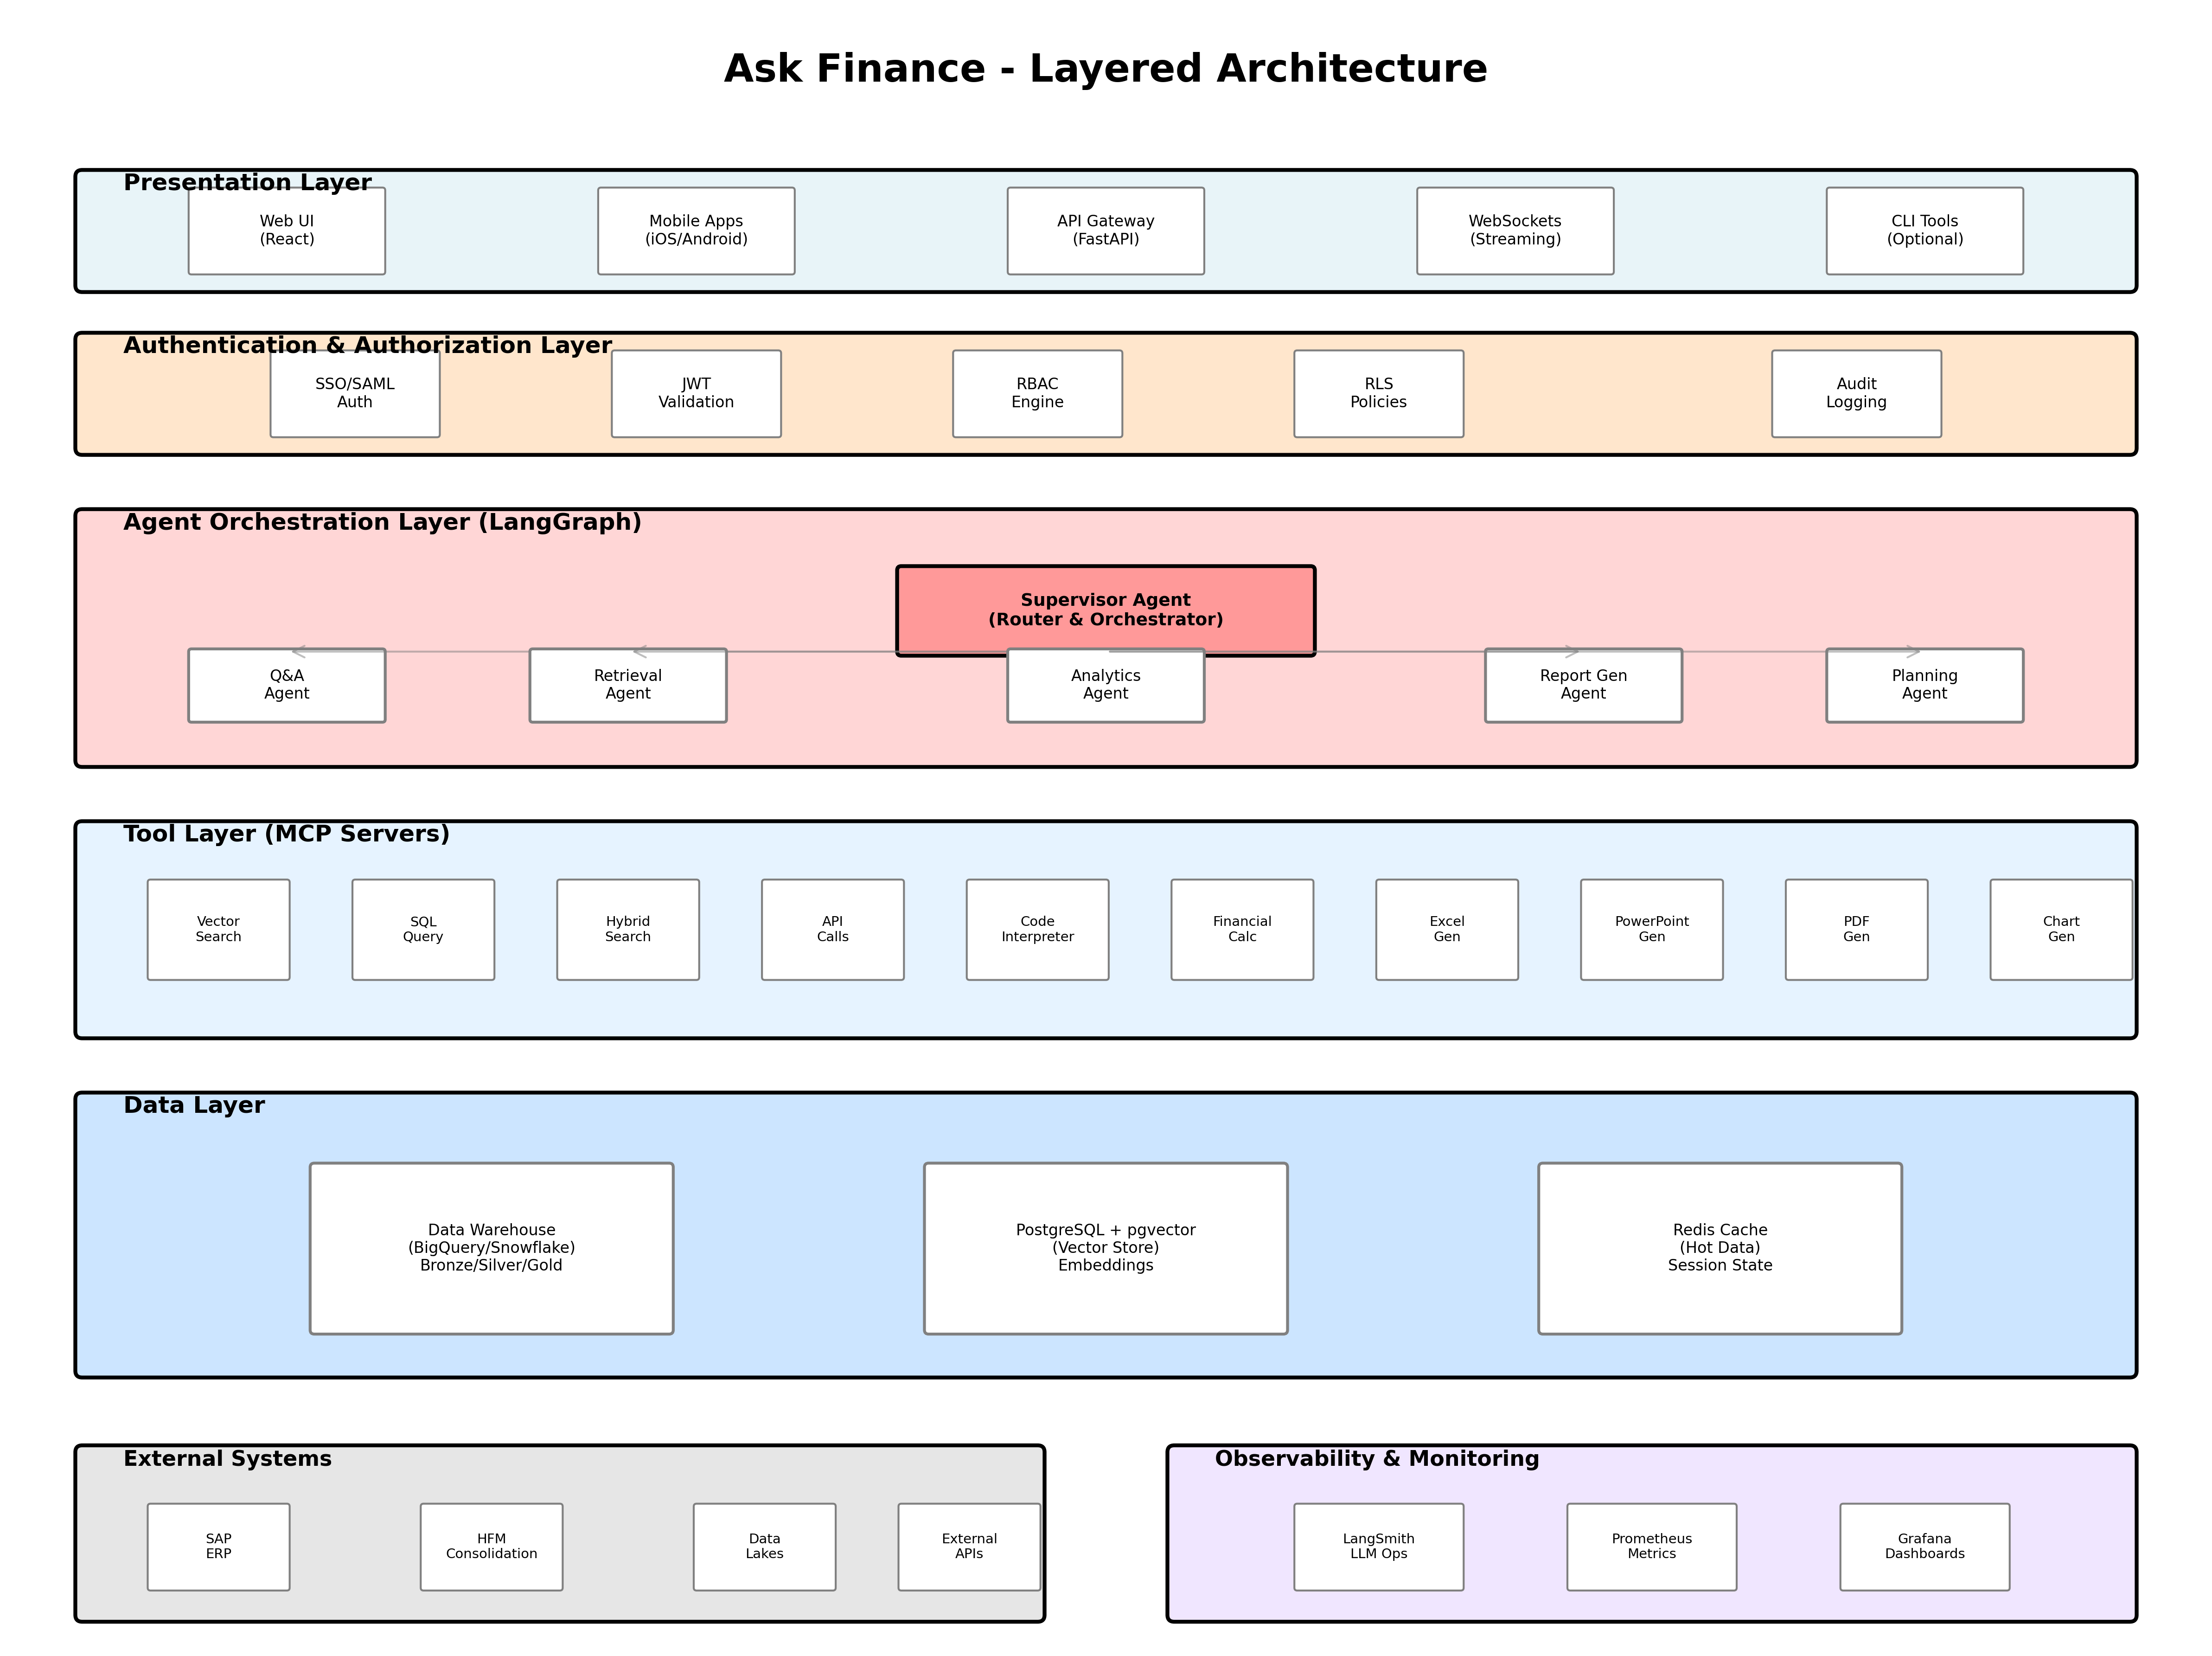 Ask Finance - Layered Architecture
Presentation Layer
Web UI
(React)
Mobile Apps
(iOS/Android)
API Gateway
(FastAPI)
WebSockets
(Streaming)
CLI Tools
(Optional)
Authentication & Authorization Layer
SSO/SAML
Auth
JWT
Validation
RBAC
Engine
RLS
Policies
Audit
Logging
Agent Orchestration Layer (LangGraph)
Supervisor Agent
(Router & Orchestrator)
Q&A
Agent
Retrieval
Agent
Analytics
Agent
Report Gen
Agent
Planning
Agent
Tool Layer (MCP Servers)
Vector
Search
SQL
Query
Hybrid
Search
API
Calls
Code
Interpreter
Financial
Calc
Excel
Gen
PowerPoint
Gen
PDF
Gen
Chart
Gen
Data Layer
Data Warehouse
(BigQuery/Snowflake)
Bronze/Silver/Gold
PostgreSQL + pgvector
(Vector Store)
Embeddings
Redis Cache
(Hot Data)
Session State
External Systems
SAP
ERP
HFM
Consolidation
Data
Lakes
External
APIs
Observability & Monitoring
LangSmith
LLM Ops
Prometheus
Metrics
Grafana
Dashboards